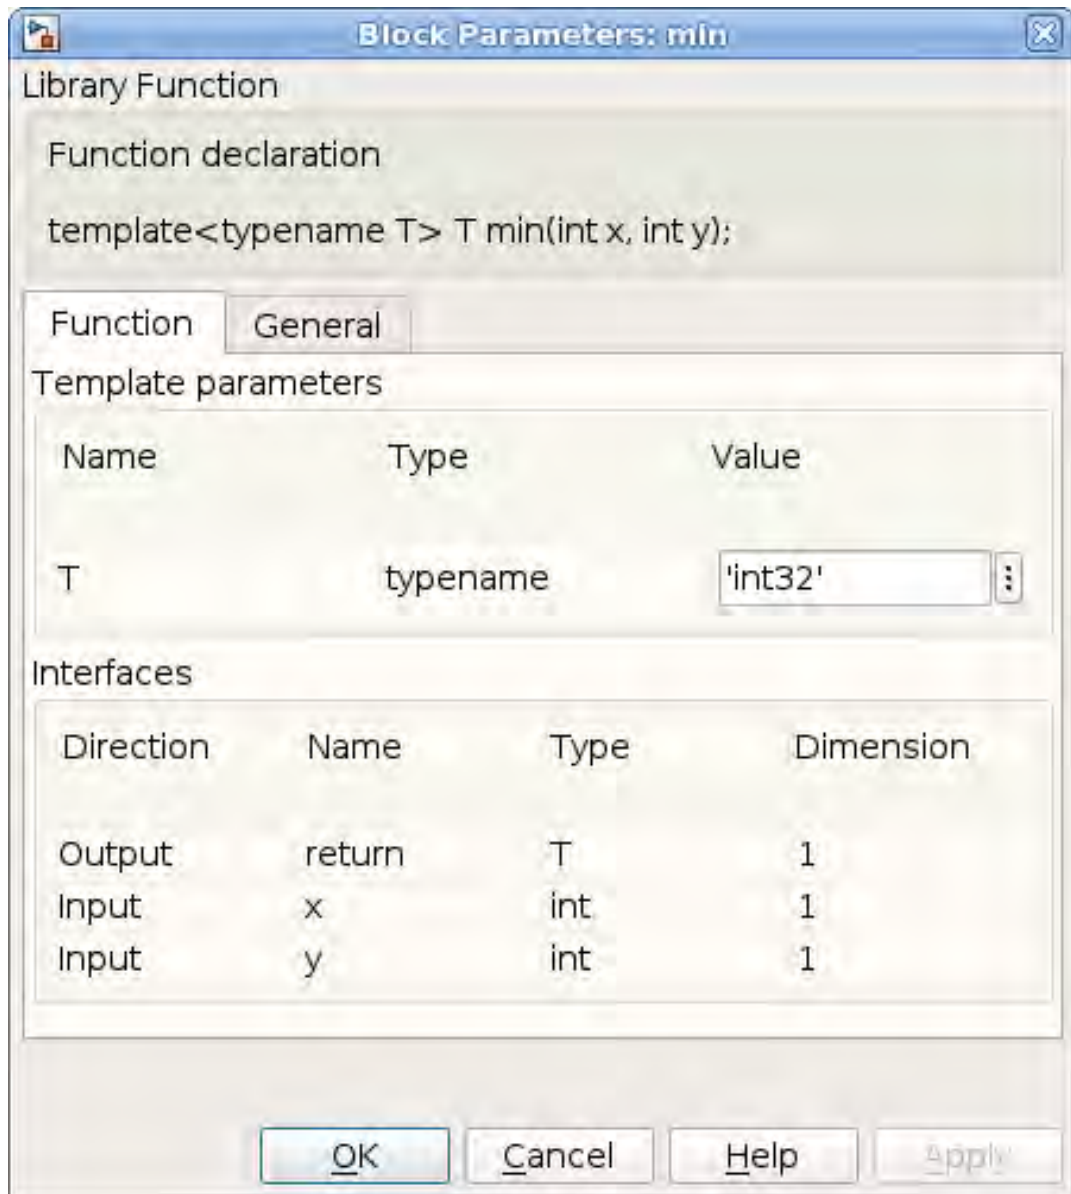 Block Parameters: min
Library Function
Function declaration
template<typename T> T min(int x, int y);
Function General
Template parameters
Name Type Value
T typename 'int32'
Interfaces
Direction Name Type Dimension
Output return T 1
Input x int 1
Input y int 1
OK Cancel Help Apply